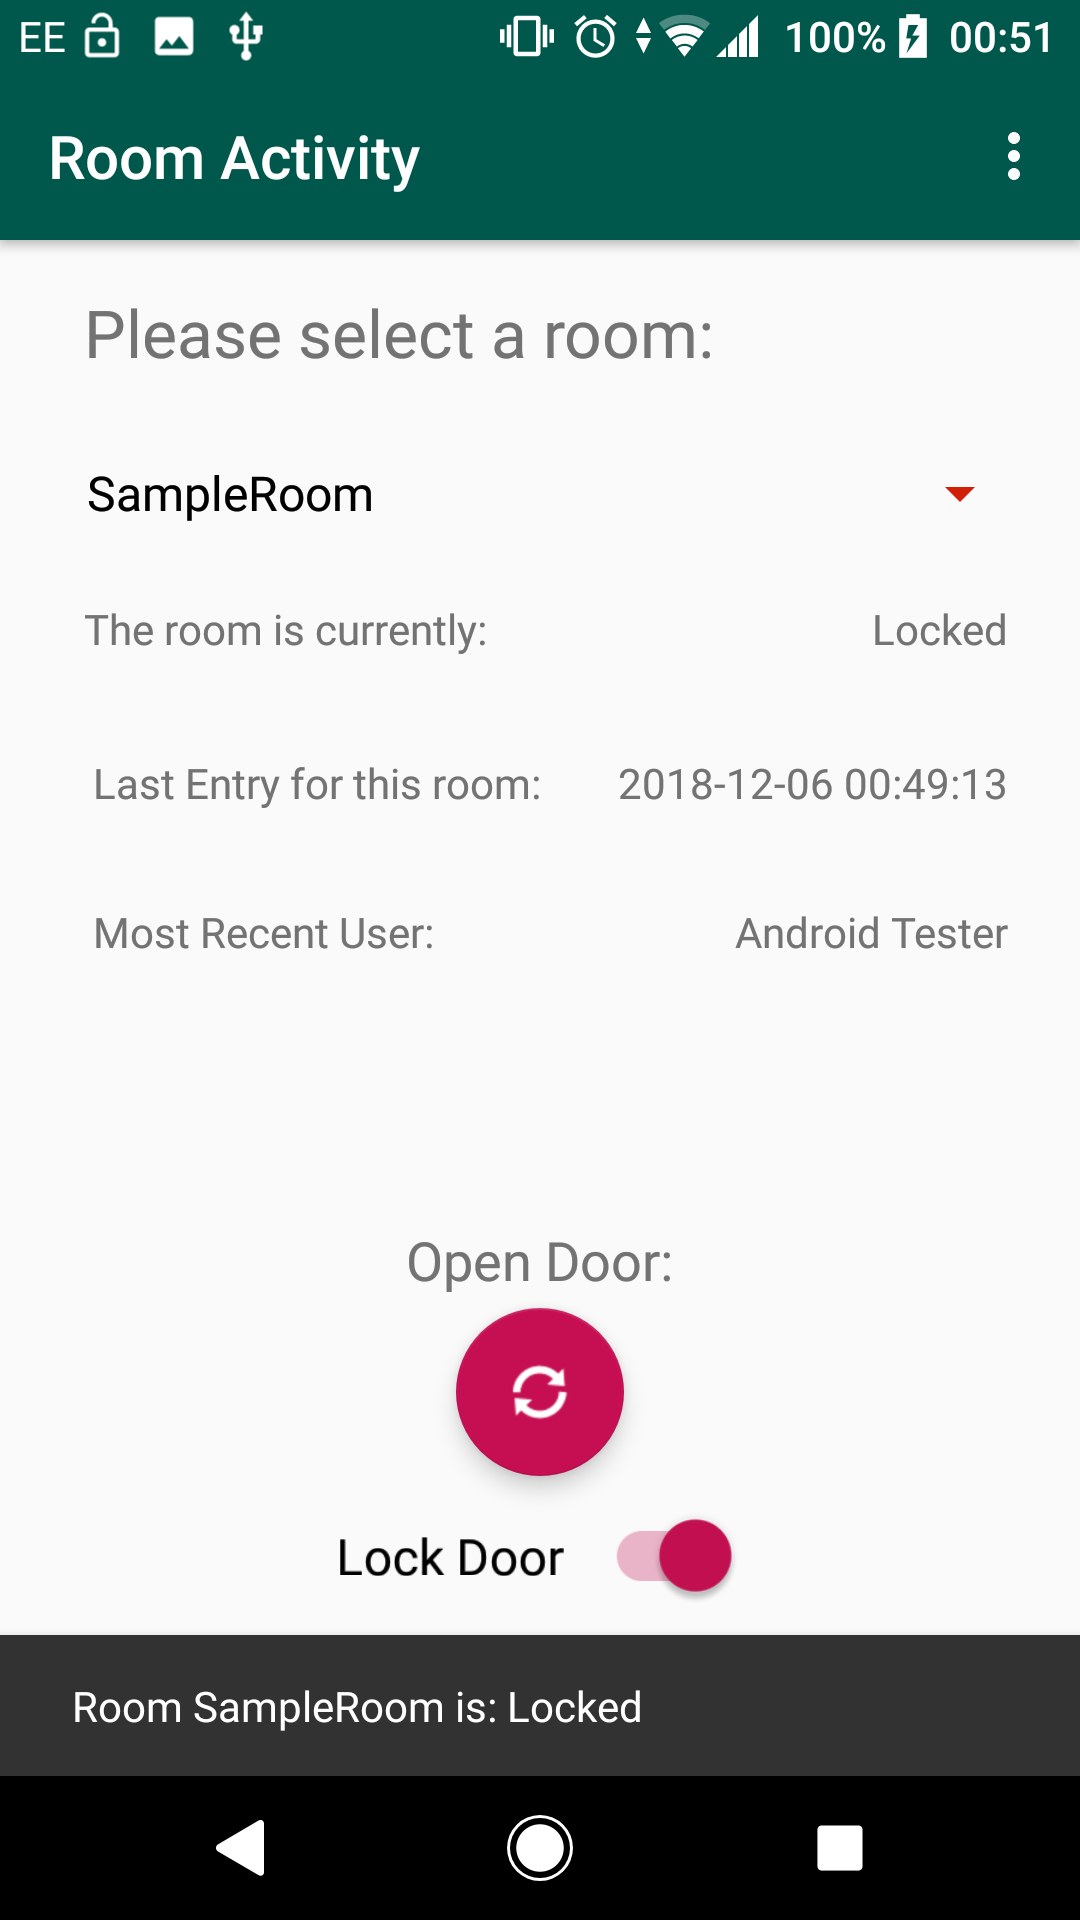 EE 100% 00:51
Room Activity
Please select a room:
SampleRoom
The room is currently: Locked
Last Entry for this room: 2018-12-06 00:49:13
Most Recent User: Android Tester
Open Door:
Lock Door
Room SampleRoom is: Locked